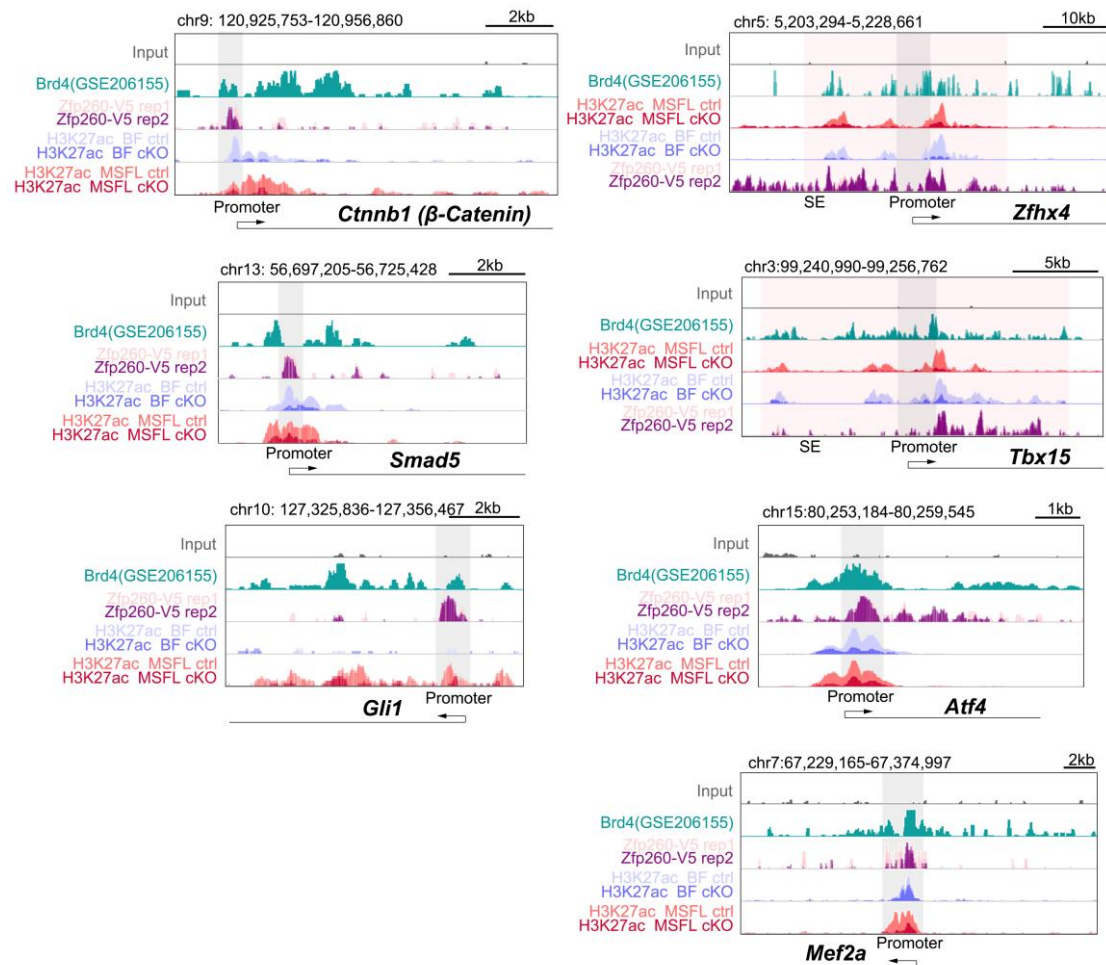 chr9: 120,925,753-120,956,860
2kb
Input
Brd4(GSE206155)
Zfp260-V5 rep1
Zfp260-V5 rep2
H3K27ac BF ctrl
H3K27ac BF cKO
H3K27ac MSFL ctrl
H3K27ac MSFL cKO
Promoter
Ctnnb1 (β-Catenin)
chr13: 56,697,205-56,725,428
2kb
Input
Brd4(GSE206155)
Zfp260-V5 rep1
Zfp260-V5 rep2
H3K27ac BF ctrl
H3K27ac BF cKO
H3K27ac MSFL ctrl
H3K27ac MSFL cKO
Promoter
Smad5
chr10: 127,325,836-127,356,467
2kb
Input
Brd4(GSE206155)
Zfp260-V5 rep1
Zfp260-V5 rep2
H3K27ac BF ctrl
H3K27ac BF cKO
H3K27ac MSFL ctrl
H3K27ac MSFL cKO
Promoter
Gli1
chr5: 5,203,294-5,228,661
10kb
Input
Brd4(GSE206155)
H3K27ac MSFL ctrl
H3K27ac MSFL cKO
H3K27ac BF ctrl
H3K27ac BF cKO
Zfp260-V5 rep1
Zfp260-V5 rep2
SE
Promoter
Zfhx4
chr3:99,240,990-99,256,762
5kb
Input
Brd4(GSE206155)
H3K27ac MSFL ctrl
H3K27ac MSFL cKO
H3K27ac BF ctrl
H3K27ac BF cKO
Zfp260-V5 rep1
Zfp260-V5 rep2
SE
Promoter
Tbx15
chr15:80,253,184-80,259,545
1kb
Input
Brd4(GSE206155)
Zfp260-V5 rep1
Zfp260-V5 rep2
H3K27ac BF ctrl
H3K27ac BF cKO
H3K27ac MSFL ctrl
H3K27ac MSFL cKO
Promoter
Atf4
chr7:67,229,165-67,374,997
2kb
Input
Brd4(GSE206155)
Zfp260-V5 rep1
Zfp260-V5 rep2
H3K27ac BF ctrl
H3K27ac BF cKO
H3K27ac MSFL ctrl
H3K27ac MSFL cKO
Promoter
Mef2a